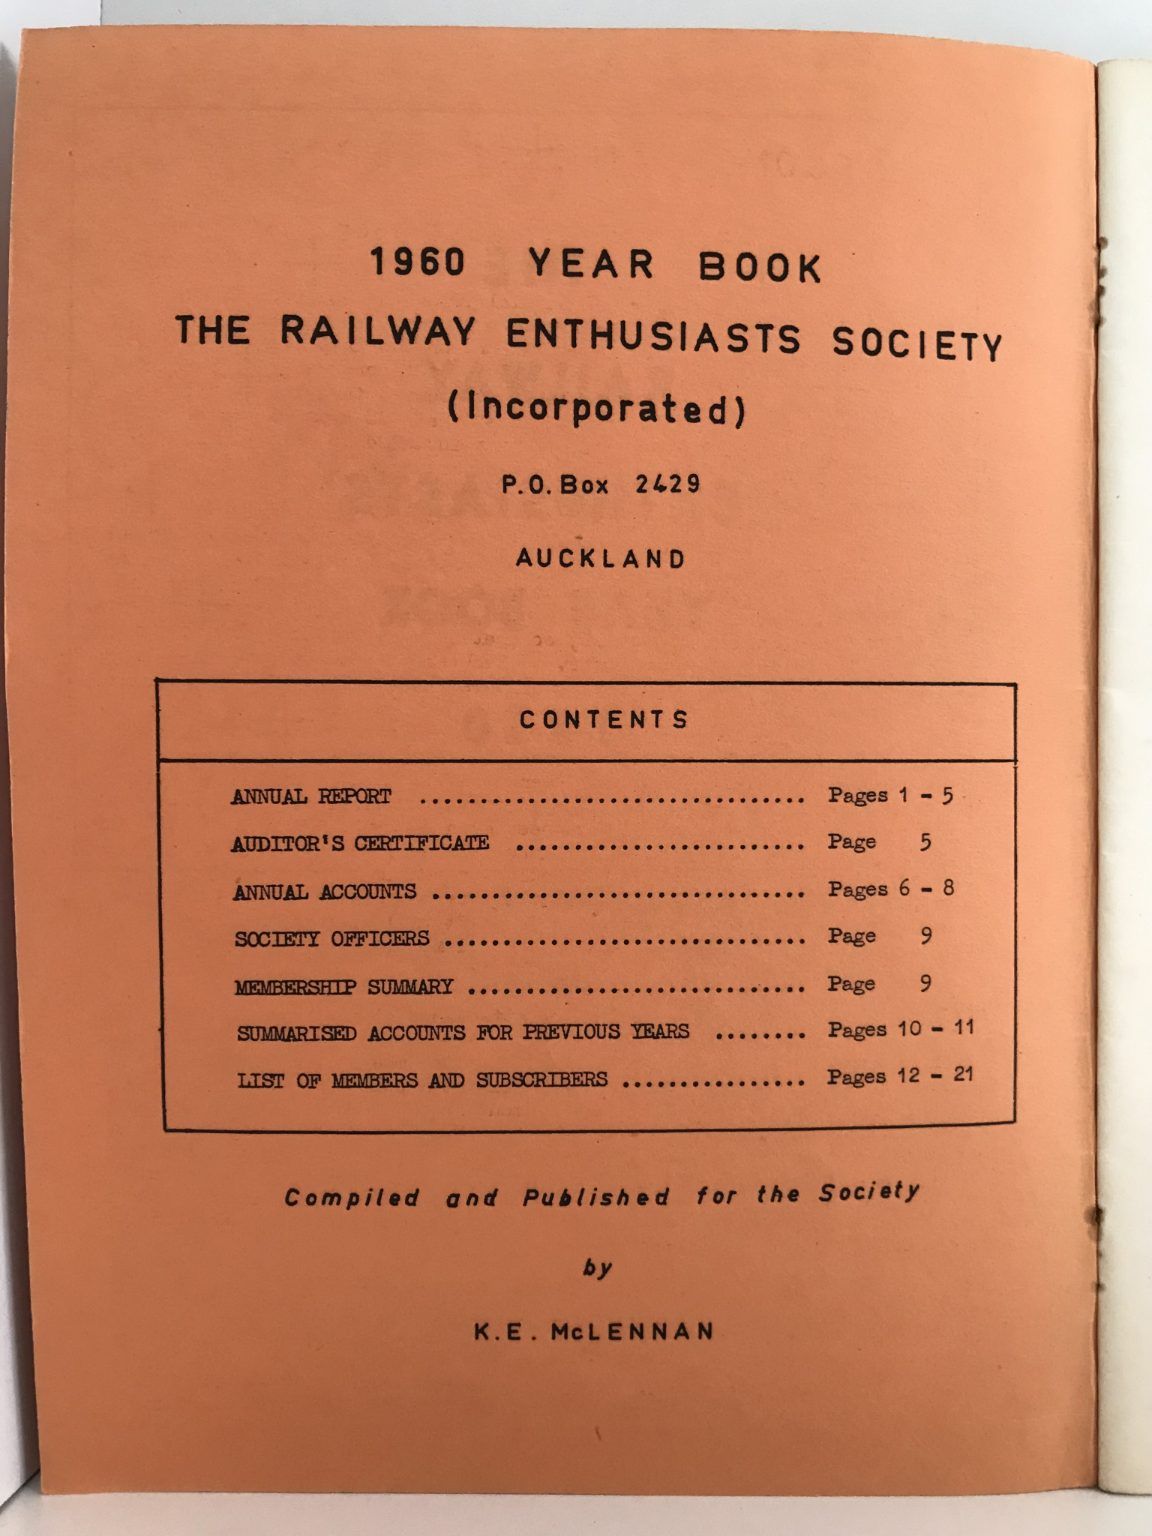 1960 YEAR BOOK
THE RAILWAY ENTHUSIASTS SOCIETY
(Incorporated)
P.O. Box 2429
AUCKLAND
CONTENTS
ANNUAL REPORT ................................ Pages 1 - 5
AUDITOR'S CERTIFICATE ......................... Page 5
ANNUAL ACCOUNTS ................................ Pages 6 - 8
SOCIETY OFFICERS ............................... Page 9
MEMBERSHIP SUMMARY ............................. Page 9
SUMMARISED ACCOUNTS FOR PREVIOUS YEARS ........ Pages 10 - 11
LIST OF MEMBERS AND SUBSCRIBERS ................ Pages 12 - 21
Compiled and Published for the Society
by
K.E. McLENNAN